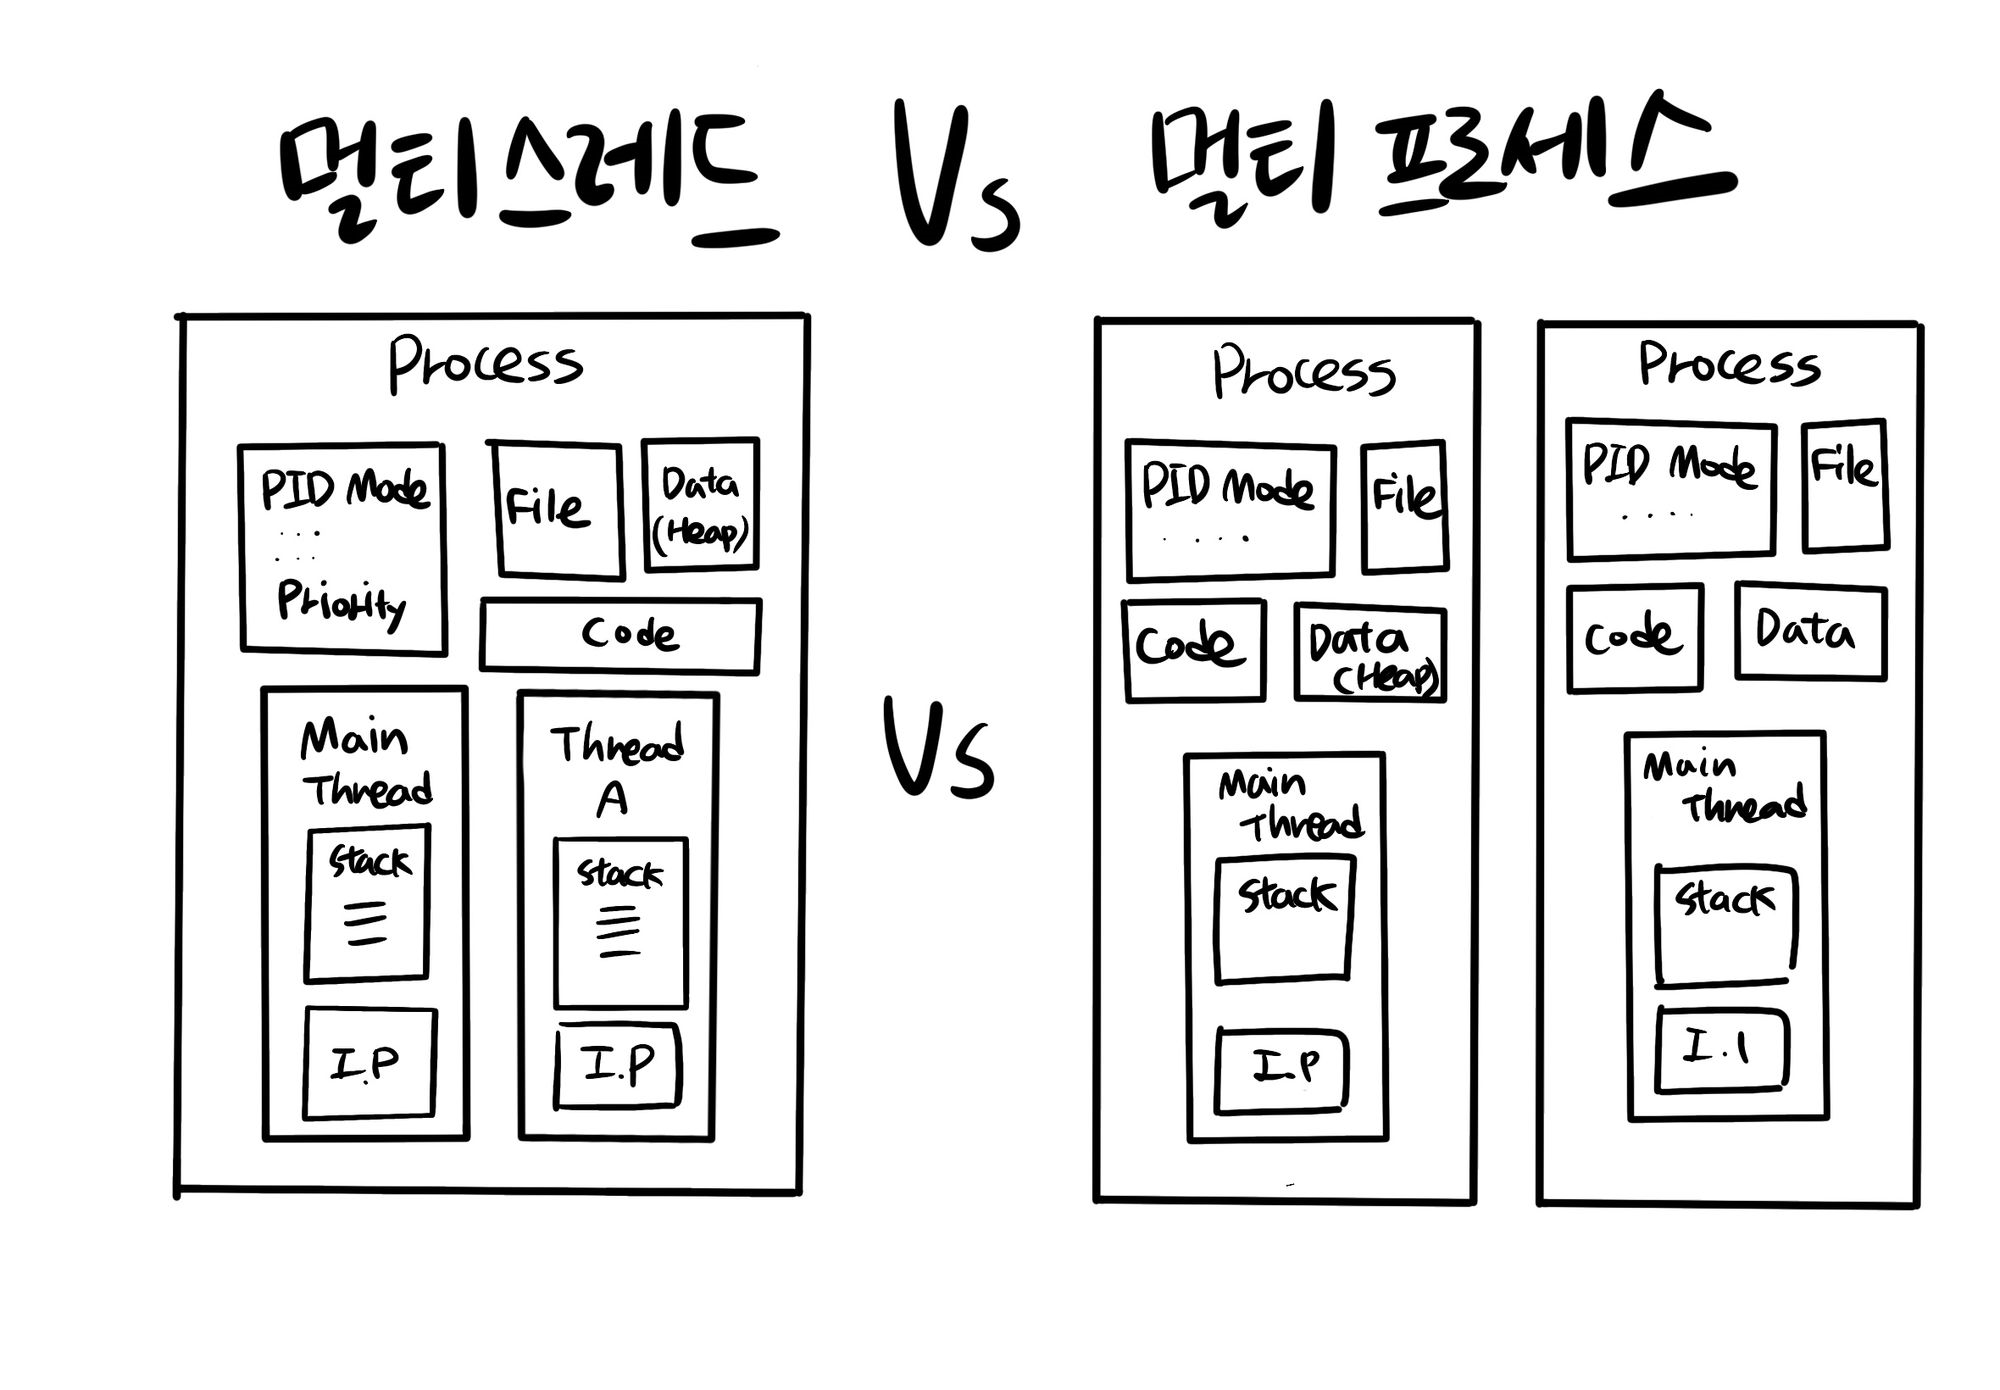 멀티스레드 Vs 멀티 프로세스
Process
PID Mode
...
...
Priority
File
Data
(Heap)
Code
Main
Thread
Stack
I.P
Thread
A
Stack
I.P
Vs
Process
PID Mode
....
File
Code
Data
(Heap)
Main
Thread
Stack
I.P
Process
PID Mode
....
File
Code
Data
Main
Thread
Stack
I.I